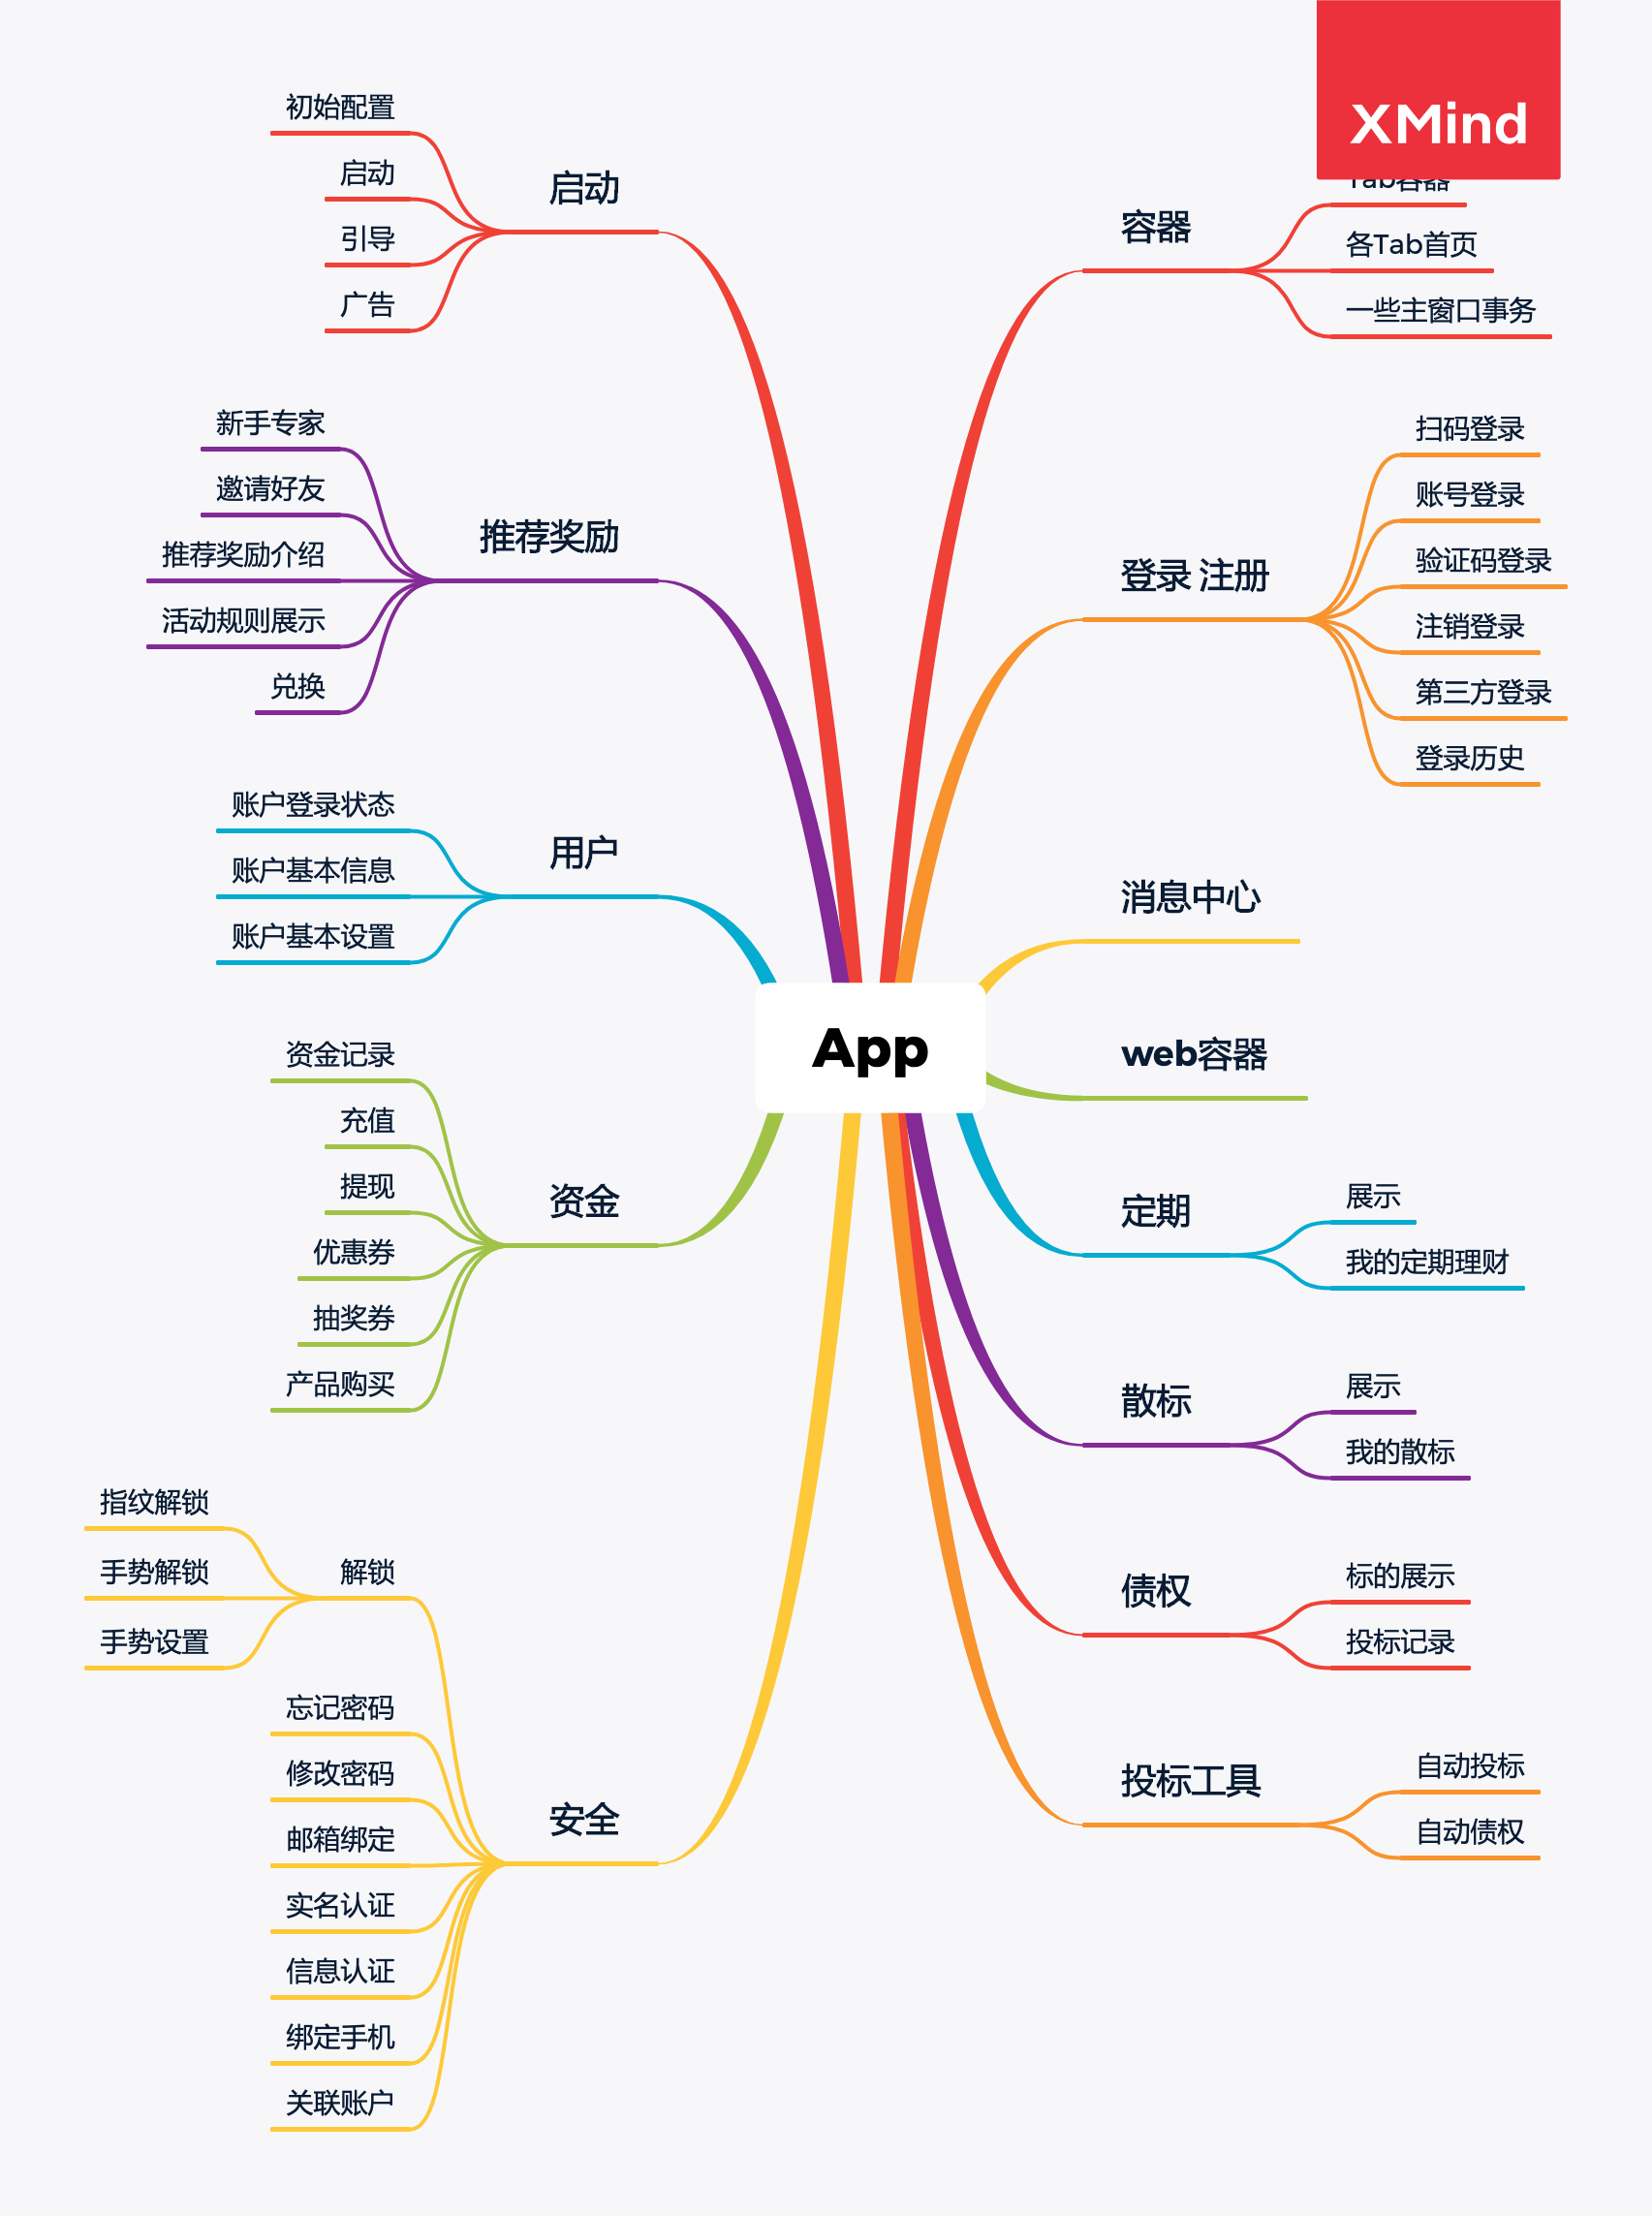 XMind
App
容器
Tab容器
各Tab首页
一些主窗口事务
登录 注册
扫码登录
账号登录
验证码登录
注销登录
第三方登录
登录历史
消息中心
web容器
定期
展示
我的定期理财
散标
展示
我的散标
债权
标的展示
投标记录
投标工具
自动投标
自动债权
启动
初始配置
启动
引导
广告
推荐奖励
新手专家
邀请好友
推荐奖励介绍
活动规则展示
兑换
用户
账户登录状态
账户基本信息
账户基本设置
资金
资金记录
充值
提现
优惠券
抽奖券
产品购买
安全
解锁
指纹解锁
手势解锁
手势设置
忘记密码
修改密码
邮箱绑定
实名认证
信息认证
绑定手机
关联账户